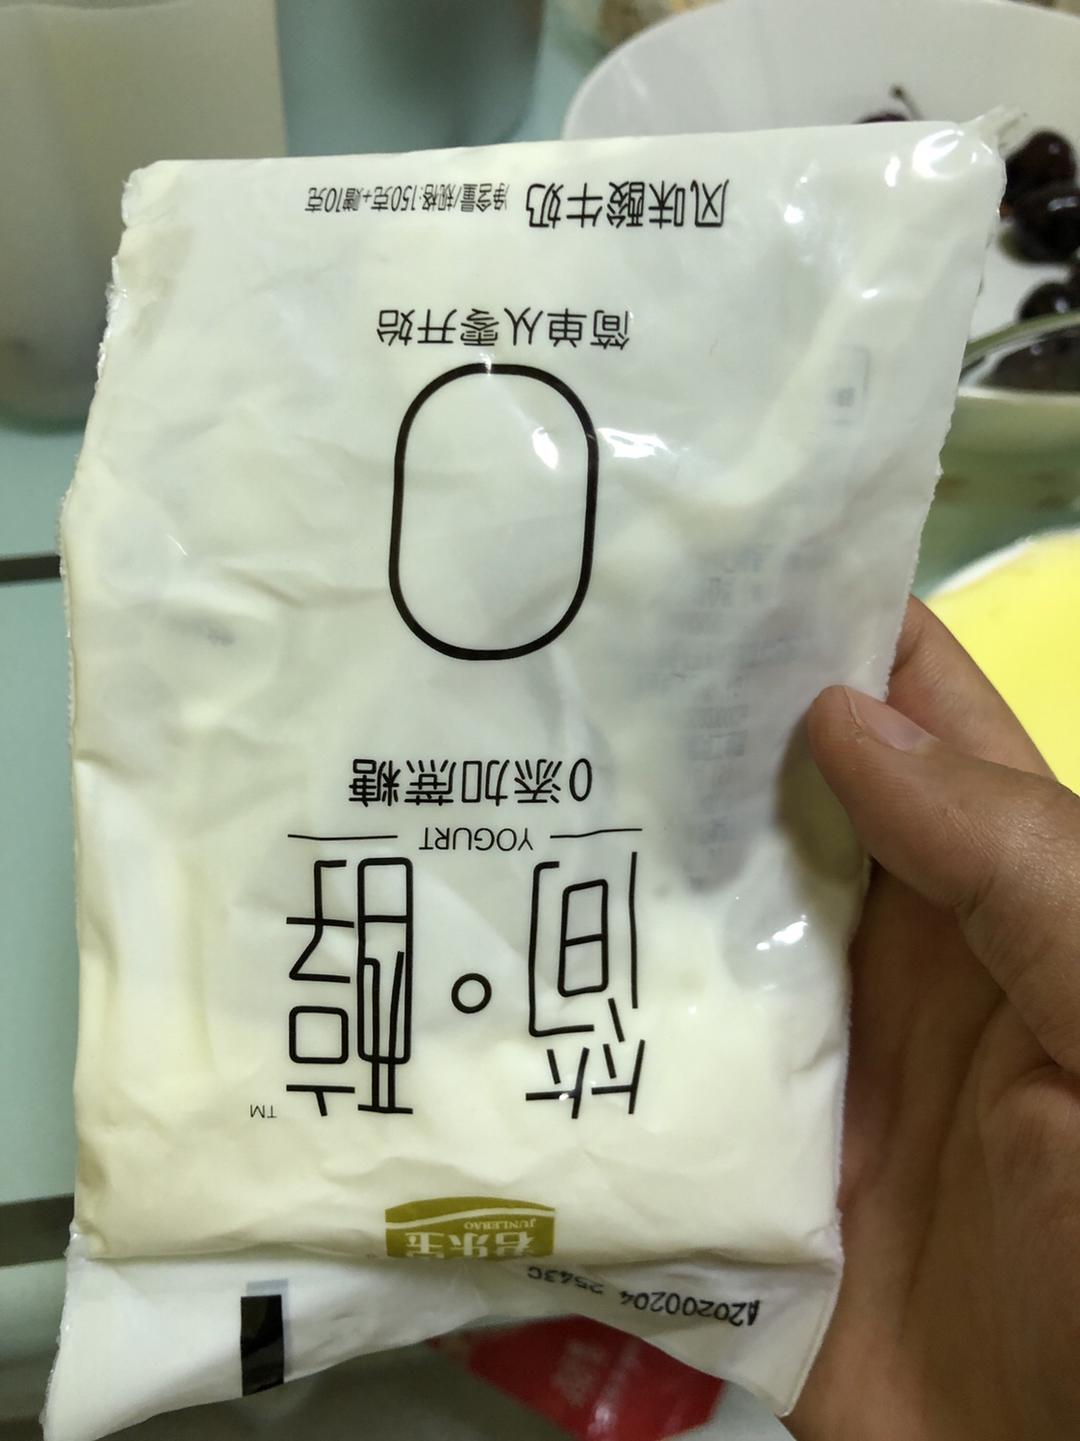 A20200204 2543C
君乐宝
JUNLEBAO
简·醇 TM
YOGURT
0添加蔗糖
0
简单从零开始
风味酸牛奶 净含量/规格:150克+赠10克